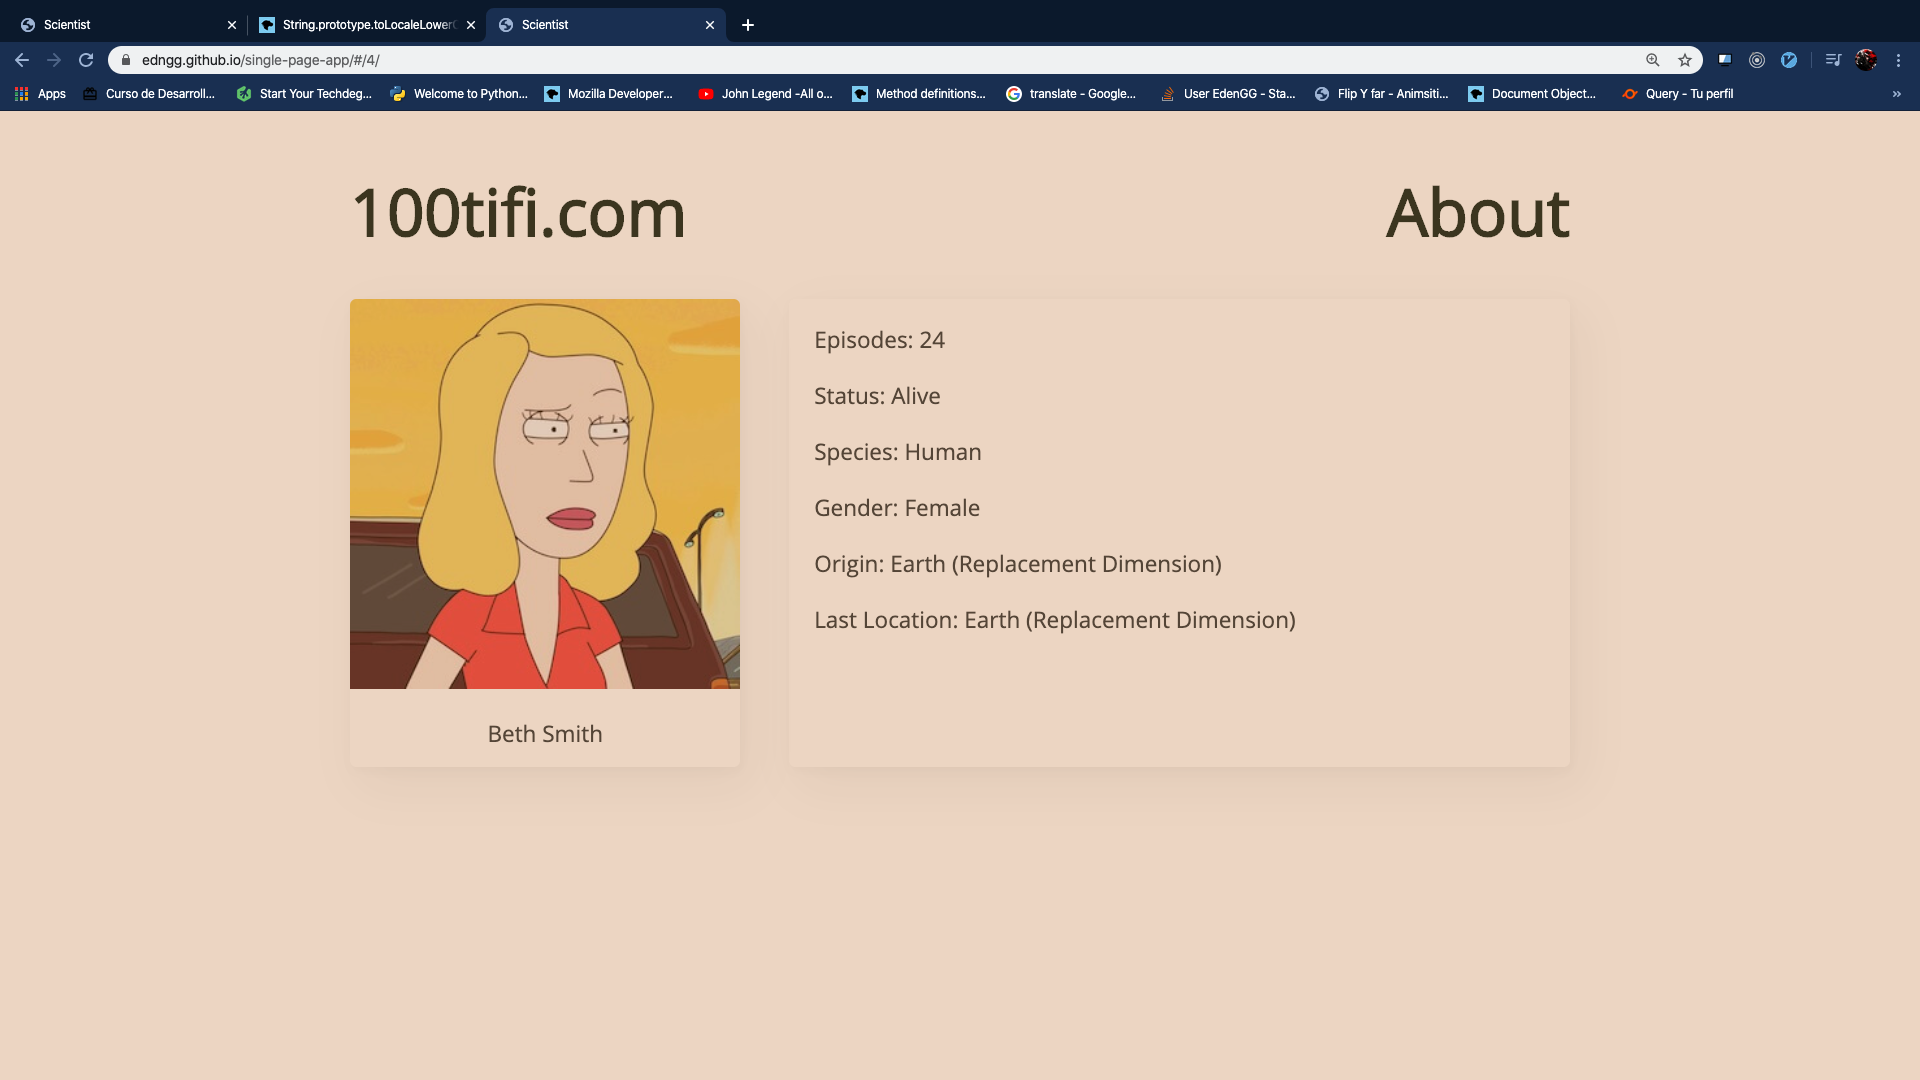 Scientist
String.prototype.toLocaleLower
Scientist
edngg.github.io/single-page-app/#/4/
Apps
Curso de Desarroll...
Start Your Techdeg...
Welcome to Python...
Mozilla Developer...
John Legend -All o...
Method definitions...
translate - Google...
User EdenGG - Sta...
Flip Y far - Animsiti...
Document Object...
Query - Tu perfil
100tifi.com
About
Episodes: 24
Status: Alive
Species: Human
Gender: Female
Origin: Earth (Replacement Dimension)
Last Location: Earth (Replacement Dimension)
Beth Smith